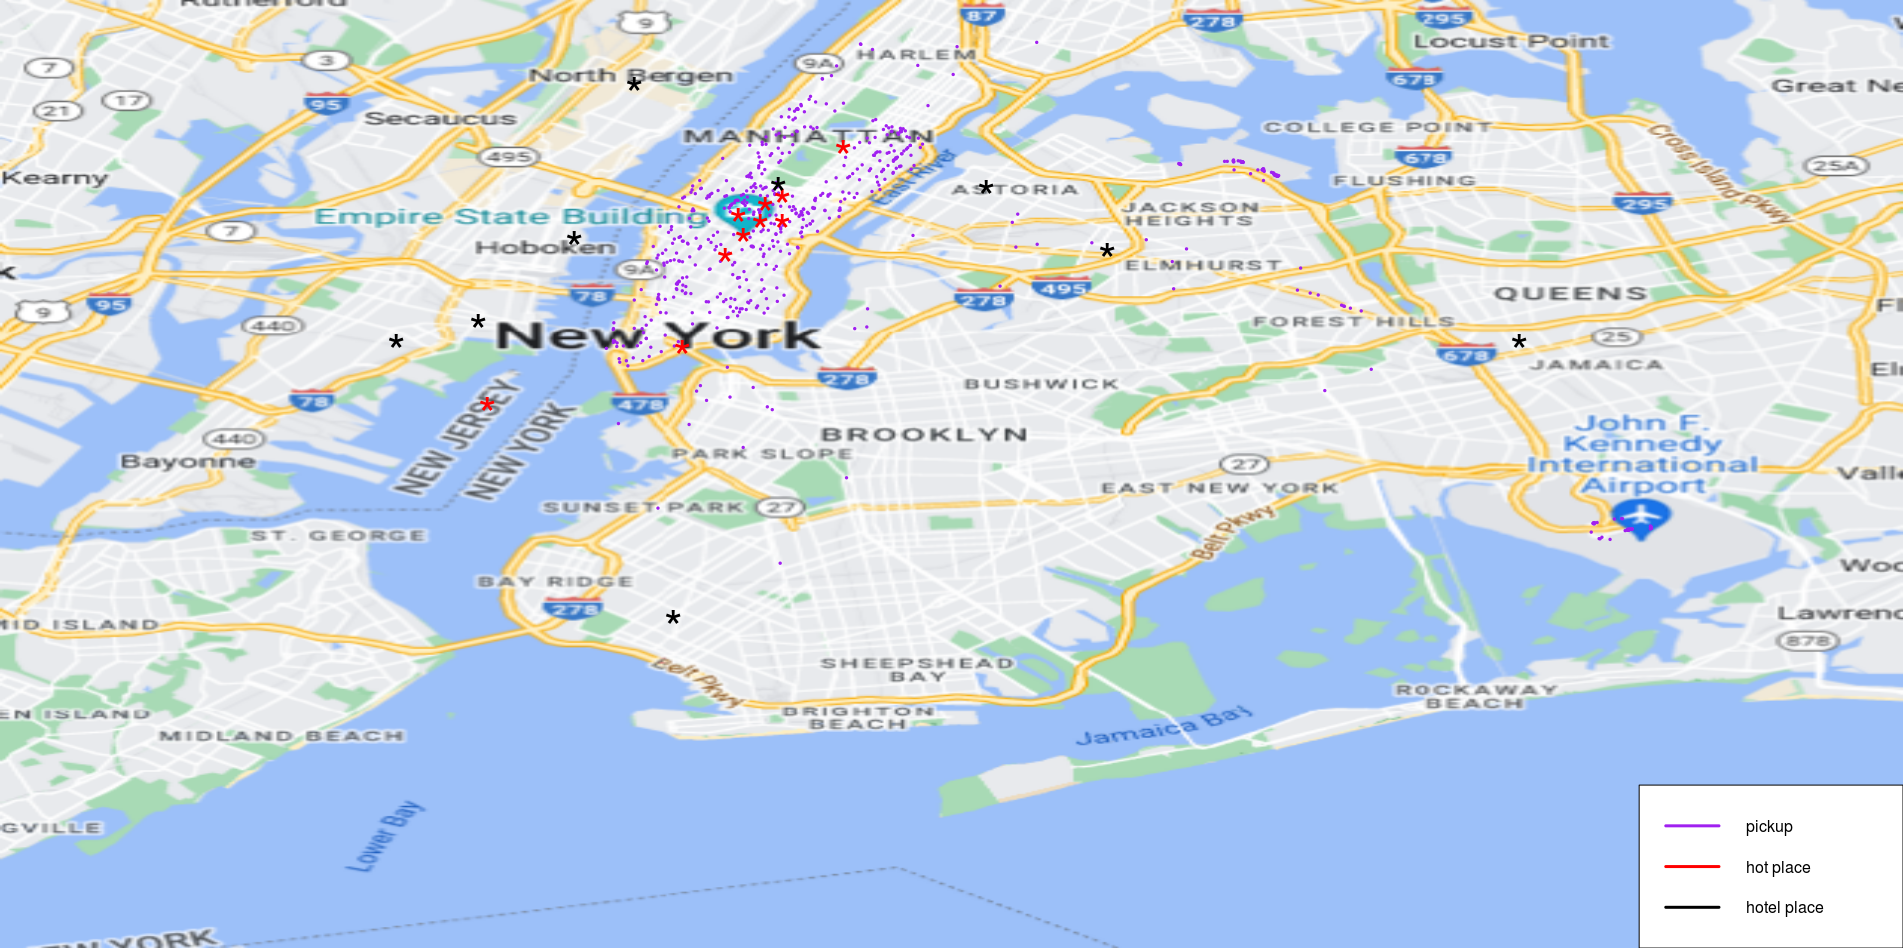 Rutherford
9
87
278
295
Locust Point
7
3
9A
HARLEM
North Bergen
678
Great Ne
21
17
95
Secaucus
MANHATTAN
COLLEGE POINT
Cross Island Pkwy
495
678
25A
Kearny
East River
ASTORIA
FLUSHING
295
Empire State Building
JACKSON
HEIGHTS
7
Hoboken
9A
ELMHURST
k
95
9
78
278
495
QUEENS
Fl
440
New York
FOREST HILLS
25
678
JAMAICA
El
78
278
BUSHWICK
478
NEW JERSEY
NEW YORK
440
BROOKLYN
John F.
Kennedy
International
Airport
Bayonne
PARK SLOPE
27
Valle
EAST NEW YORK
SUNSET PARK
27
Belt Pkwy
ST. GEORGE
Woo
BAY RIDGE
278
MID ISLAND
Lawrenc
878
SHEEPSHEAD
BAY
Belt Pkwy
ROCKAWAY
BEACH
EN ISLAND
BRIGHTON
BEACH
MIDLAND BEACH
Jamaica Bay
GVILLE
Lower Bay
pickup
hot place
hotel place
EW YORK